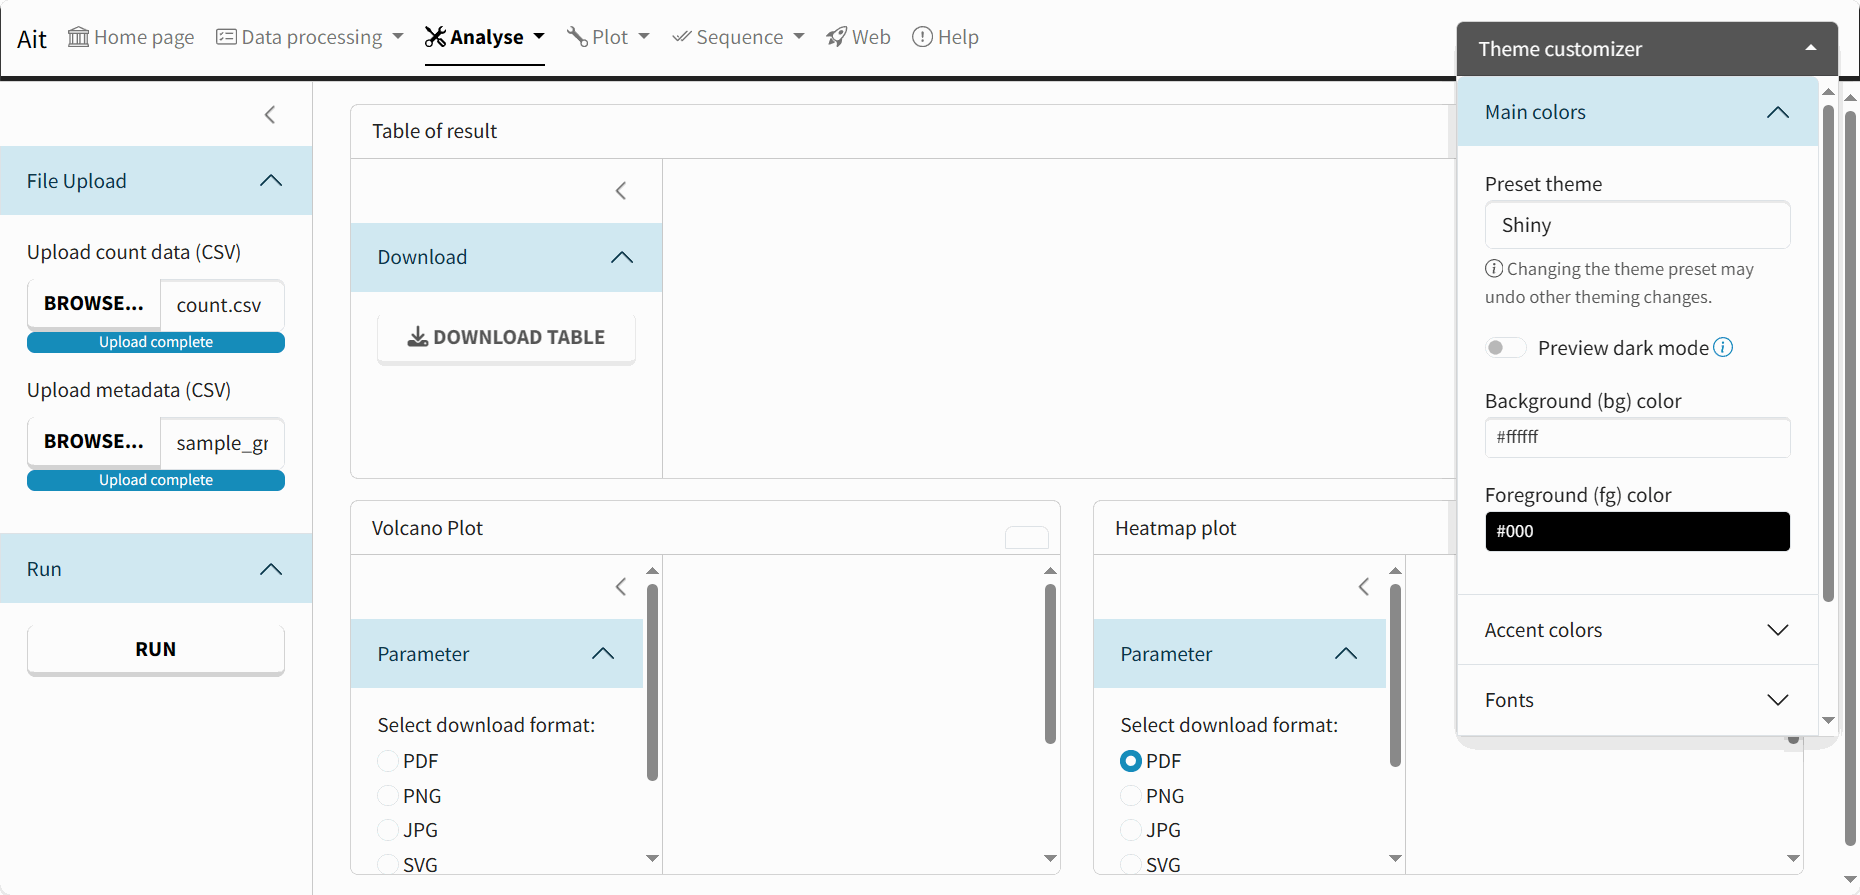 Ait Home page Data processing Analyse Plot Sequence Web Help
Theme customizer
Main colors
Preset theme
Shiny
Changing the theme preset may
undo other theming changes.
Preview dark mode
Background (bg) color
#ffffff
Foreground (fg) color
#000
Accent colors
Fonts
File Upload
Upload count data (CSV)
BROWSE... count.csv
Upload complete
Upload metadata (CSV)
BROWSE... sample_gr
Upload complete
Run
RUN
Table of result
Download
DOWNLOAD TABLE
Volcano Plot
Parameter
Select download format:
PDF
PNG
JPG
SVG
Heatmap plot
Parameter
Select download format:
PDF
PNG
JPG
SVG